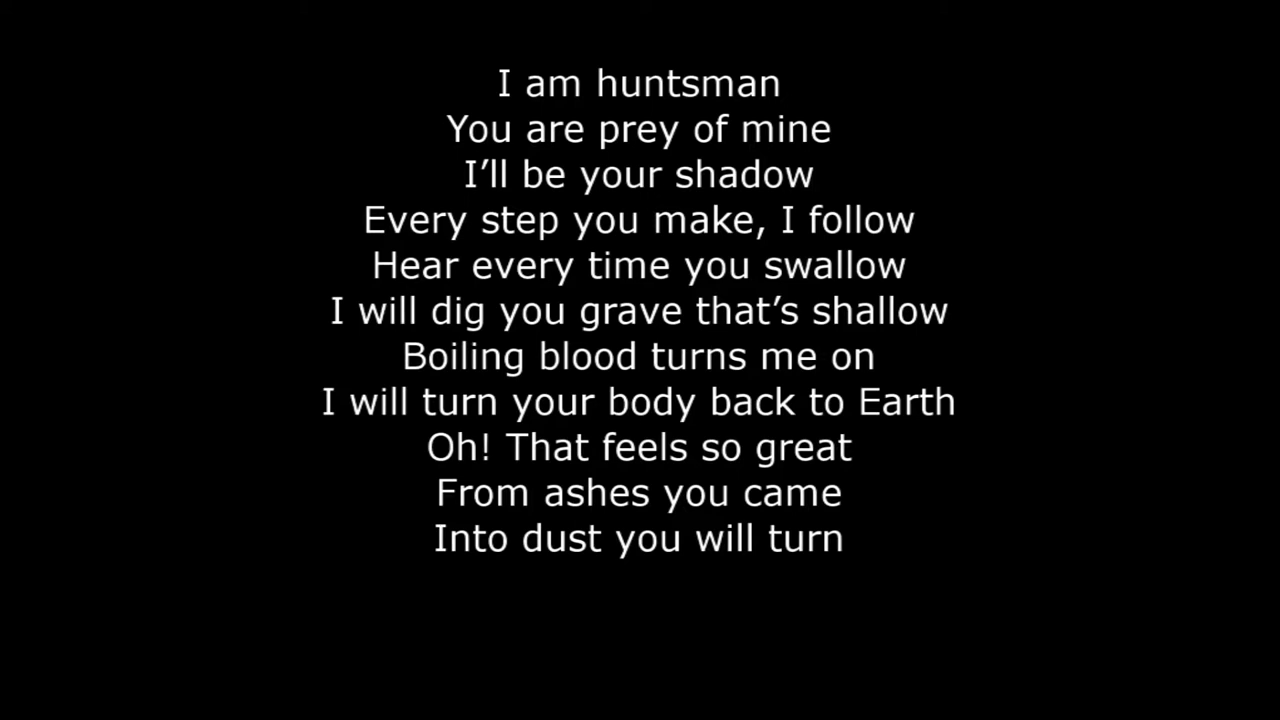 I am huntsman
You are prey of mine
I’ll be your shadow
Every step you make, I follow
Hear every time you swallow
I will dig you grave that’s shallow
Boiling blood turns me on
I will turn your body back to Earth
Oh! That feels so great
From ashes you came
Into dust you will turn